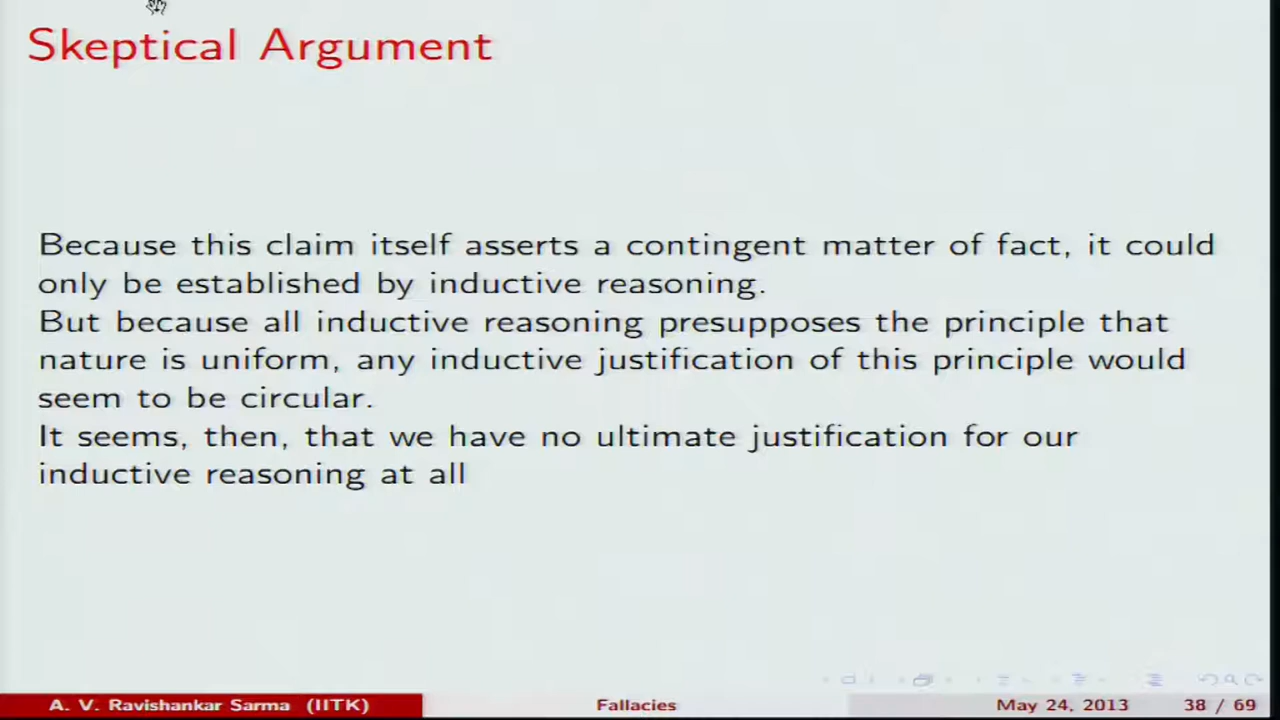 Skeptical Argument
Because this claim itself asserts a contingent matter of fact, it could
only be established by inductive reasoning.
But because all inductive reasoning presupposes the principle that
nature is uniform, any inductive justification of this principle would
seem to be circular.
It seems, then, that we have no ultimate justification for our
inductive reasoning at all
A. V. Ravishankar Sarma (IITK)
Fallacies
May 24, 2013
38 / 69